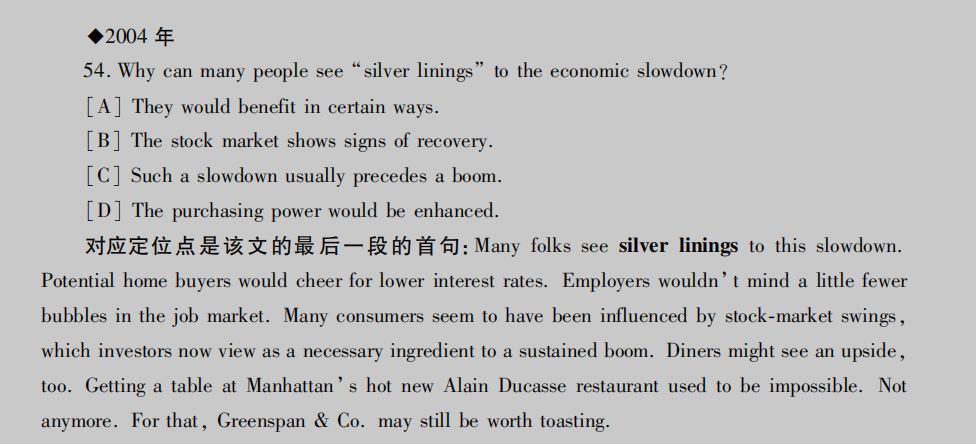 ◆2004 年
54. Why can many people see “silver linings” to the economic slowdown?
[A] They would benefit in certain ways.
[B] The stock market shows signs of recovery.
[C] Such a slowdown usually precedes a boom.
[D] The purchasing power would be enhanced.
对应定位点是该文的最后一段的首句: Many folks see silver linings to this slowdown.
Potential home buyers would cheer for lower interest rates. Employers wouldn’t mind a little fewer
bubbles in the job market. Many consumers seem to have been influenced by stock-market swings,
which investors now view as a necessary ingredient to a sustained boom. Diners might see an upside,
too. Getting a table at Manhattan’s hot new Alain Ducasse restaurant used to be impossible. Not
anymore. For that, Greenspan & Co. may still be worth toasting.